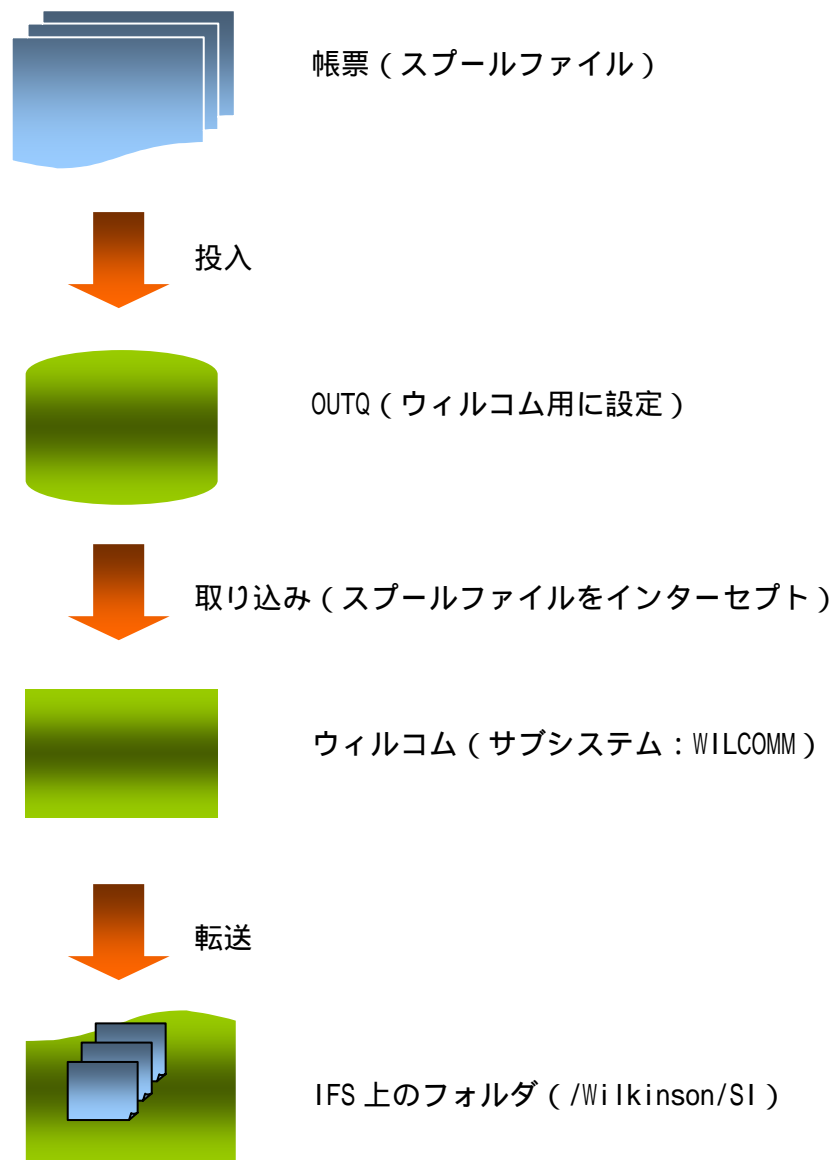 帳票（スプールファイル）
投入
OUTQ（ウィルコム用に設定）
取り込み（スプールファイルをインターセプト）
ウィルコム（サブシステム：WILCOMM）
転送
IFS 上のフォルダ（/Wilkinson/SI）